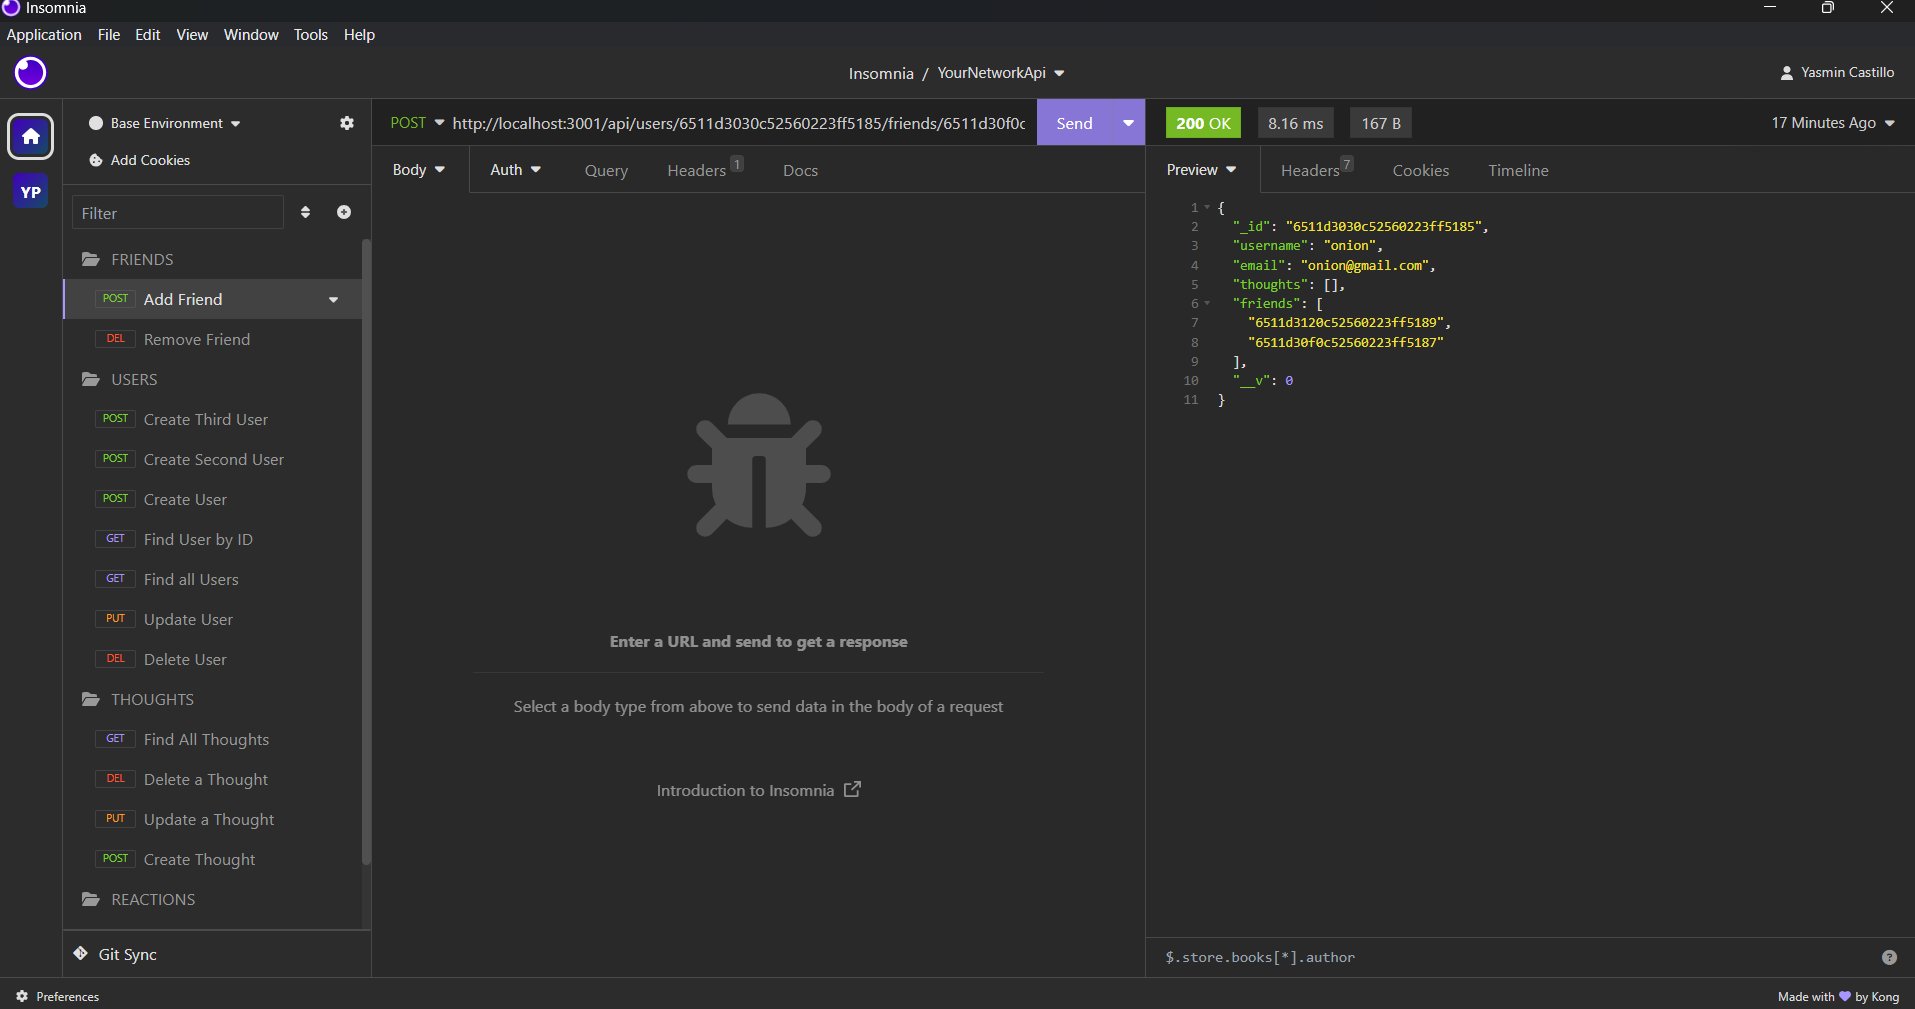 Insomnia
Application File Edit View Window Tools Help
Insomnia / YourNetworkApi
Yasmin Castillo
YP
Base Environment
Add Cookies
Filter
FRIENDS
POST Add Friend
DEL Remove Friend
USERS
POST Create Third User
POST Create Second User
POST Create User
GET Find User by ID
GET Find all Users
PUT Update User
DEL Delete User
THOUGHTS
GET Find All Thoughts
DEL Delete a Thought
PUT Update a Thought
POST Create Thought
REACTIONS
Git Sync
POST http://localhost:3001/api/users/6511d3030c52560223ff5185/friends/6511d30f0c Send
Body Auth Query Headers 1 Docs
Enter a URL and send to get a response
Select a body type from above to send data in the body of a request
Introduction to Insomnia
200 OK 8.16 ms 167 B 17 Minutes Ago
Preview Headers 7 Cookies Timeline
1 {
2 "_id": "6511d3030c52560223ff5185",
3 "username": "onion",
4 "email": "onion@gmail.com",
5 "thoughts": [],
6 "friends": [
7 "6511d3120c52560223ff5189",
8 "6511d30f0c52560223ff5187"
9 ],
10 "__v": 0
11 }
$.store.books[*].author ?
Preferences
Made with 💜 by Kong